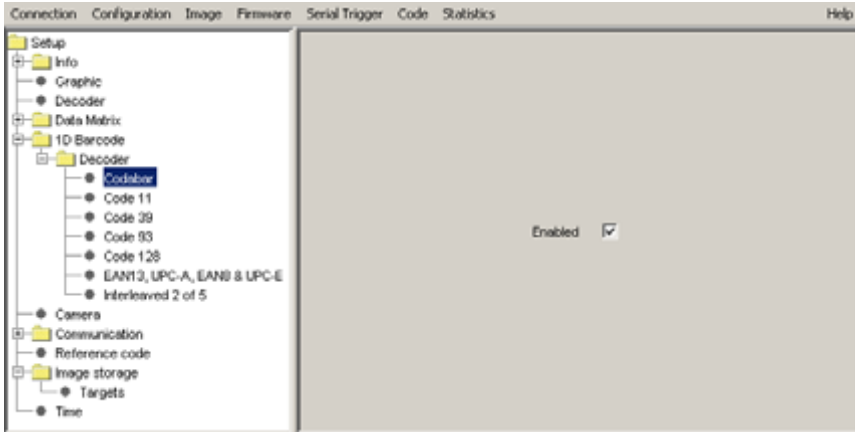 Connection Configuration Image Firmware Serial Trigger Code Statistics Help
Setup
Info
Graphic
Decoder
Data Matrix
1D Barcode
Decoder
Codabar
Code 11
Code 39
Code 93
Code 128
EAN13, UPC-A, EAN8 & UPC-E
Interleaved 2 of 5
Camera
Communication
Reference code
Image storage
Targets
Time
Enabled